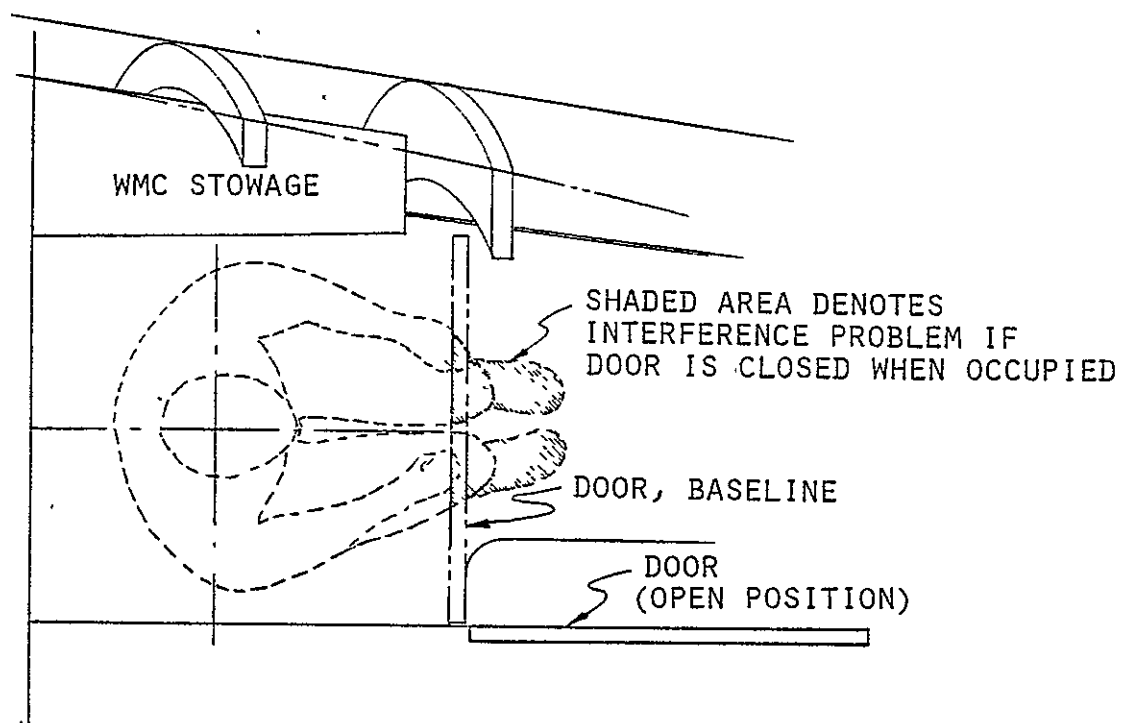 WMC STOWAGE
SHADED AREA DENOTES
INTERFERENCE PROBLEM IF
DOOR IS CLOSED WHEN OCCUPIED
DOOR, BASELINE
DOOR
(OPEN POSITION)